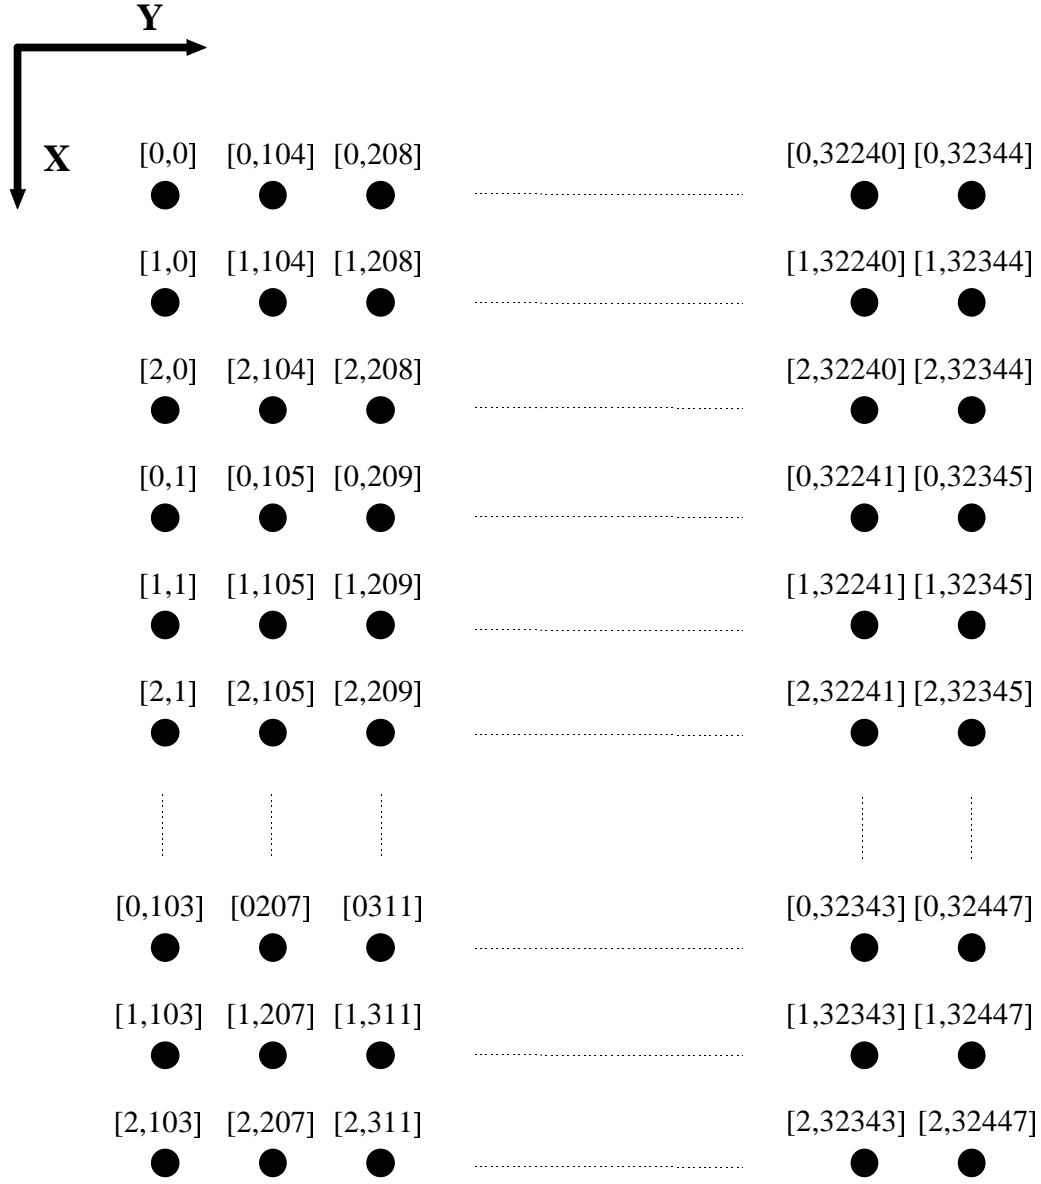 Y
X
[0,0] [0,104] [0,208] [0,32240] [0,32344]
[1,0] [1,104] [1,208] [1,32240] [1,32344]
[2,0] [2,104] [2,208] [2,32240] [2,32344]
[0,1] [0,105] [0,209] [0,32241] [0,32345]
[1,1] [1,105] [1,209] [1,32241] [1,32345]
[2,1] [2,105] [2,209] [2,32241] [2,32345]
[0,103] [0207] [0311] [0,32343] [0,32447]
[1,103] [1,207] [1,311] [1,32343] [1,32447]
[2,103] [2,207] [2,311] [2,32343] [2,32447]